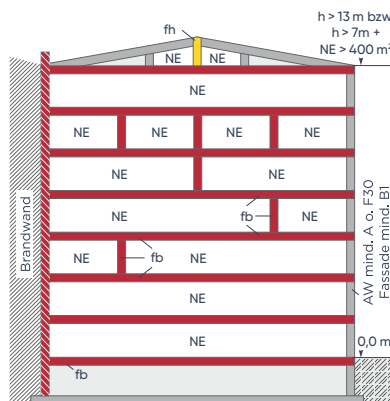 h > 13 m bzw
h > 7m +
NE > 400 m²
fh
NE NE
NE
NE NE NE NE
NE NE
NE fb NE
NE fb NE
NE
NE
0,0 m
fb
Brandwand
AW mind. A o. F30
Fassade mind. B1